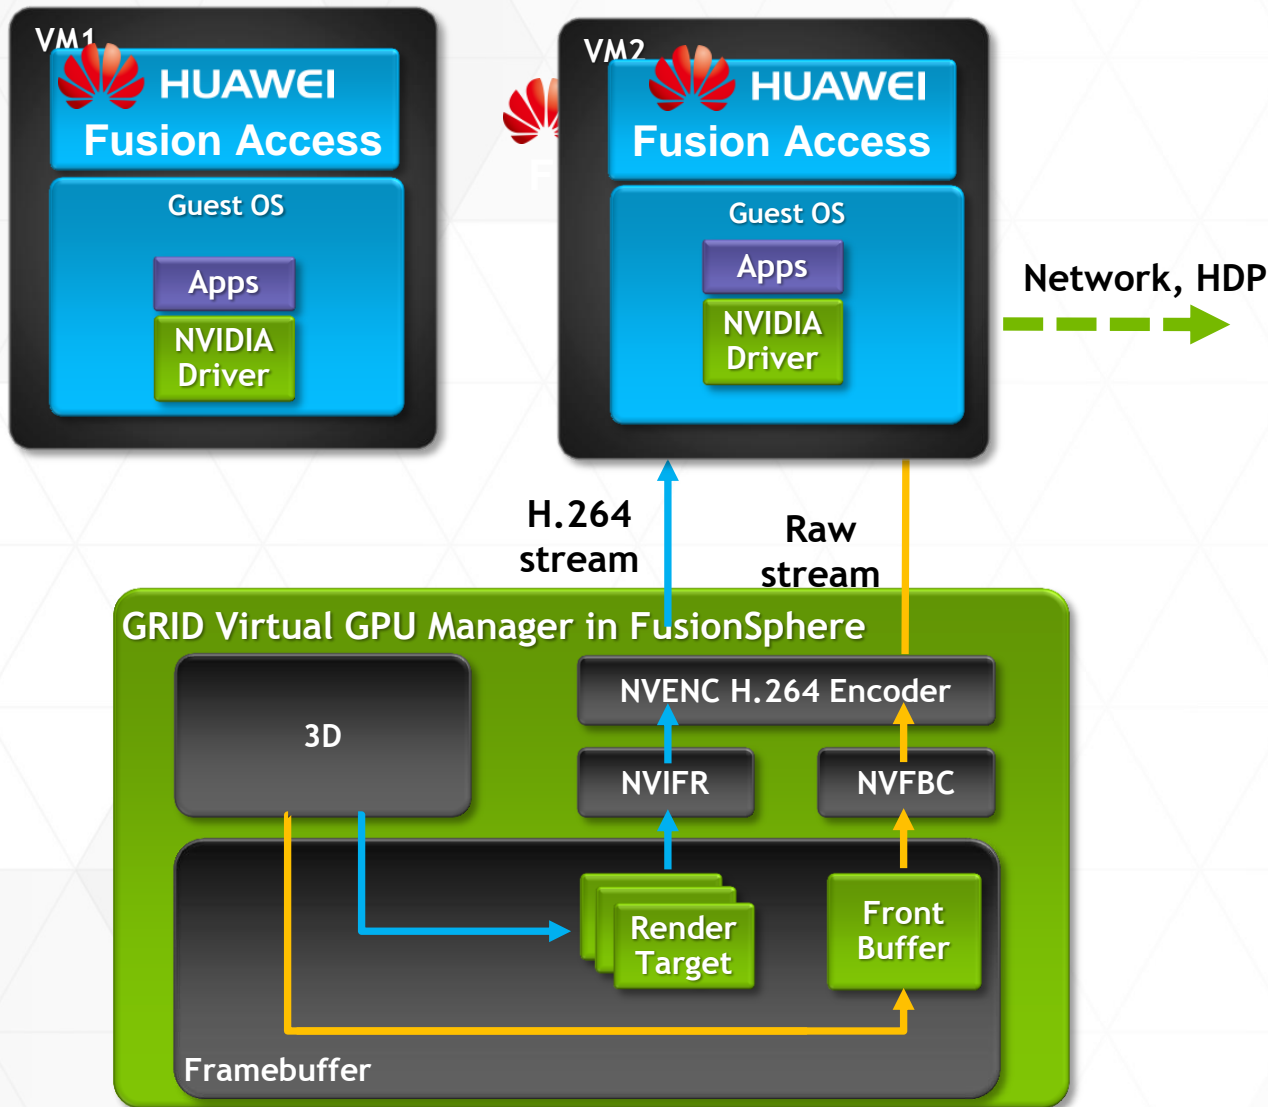 VM1
HUAWEI
Fusion Access
Guest OS
Apps
NVIDIA
Driver
VM2
HUAWEI
Fusion Access
Guest OS
Apps
NVIDIA
Driver
Network, HDP
H.264
stream
Raw
stream
GRID Virtual GPU Manager in FusionSphere
3D
NVENC H.264 Encoder
NVIFR
NVFBC
Render
Target
Front
Buffer
Framebuffer